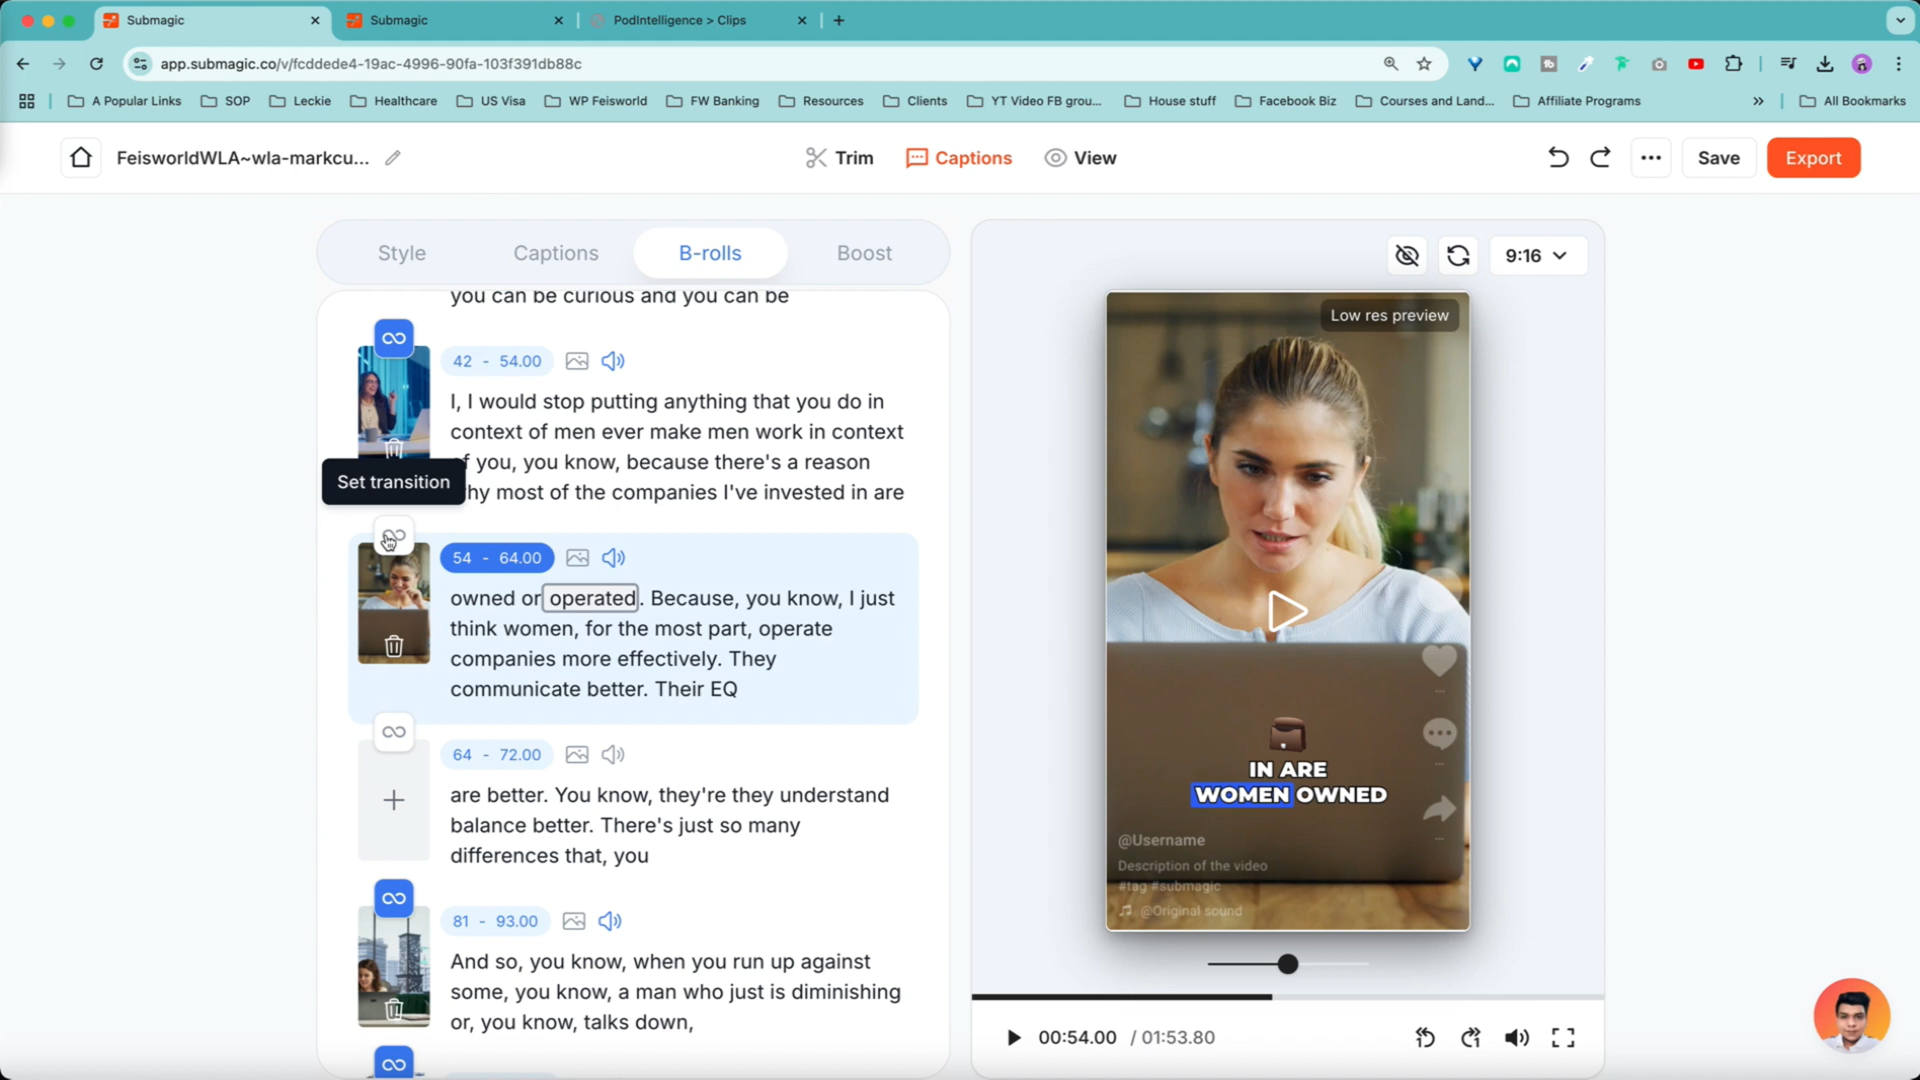 Submagic
Submagic
PodIntelligence > Clips
app.submagic.co/v/fcddede4-19ac-4996-90fa-103f391db88c
A Popular Links
SOP
Leckie
Healthcare
US Visa
WP Feisworld
FW Banking
Resources
Clients
YT Video FB grou...
House stuff
Facebook Biz
Courses and Land...
Affiliate Programs
All Bookmarks
FeisworldWLA~wla-markcu...
Trim
Captions
View
Save
Export
Style
Captions
B-rolls
Boost
9:16
you can be curious and you can be
42 - 54.00
I, I would stop putting anything that you do in
context of men ever make men work in context
f you, you know, because there's a reason
hy most of the companies I've invested in are
Set transition
54 - 64.00
owned or operated. Because, you know, I just
think women, for the most part, operate
companies more effectively. They
communicate better. Their EQ
64 - 72.00
are better. You know, they're they understand
balance better. There's just so many
differences that, you
81 - 93.00
And so, you know, when you run up against
some, you know, a man who just is diminishing
or, you know, talks down,
Low res preview
IN ARE
WOMEN OWNED
@Username
Description of the video
#tag #submagic
@Original sound
00:54.00 / 01:53.80